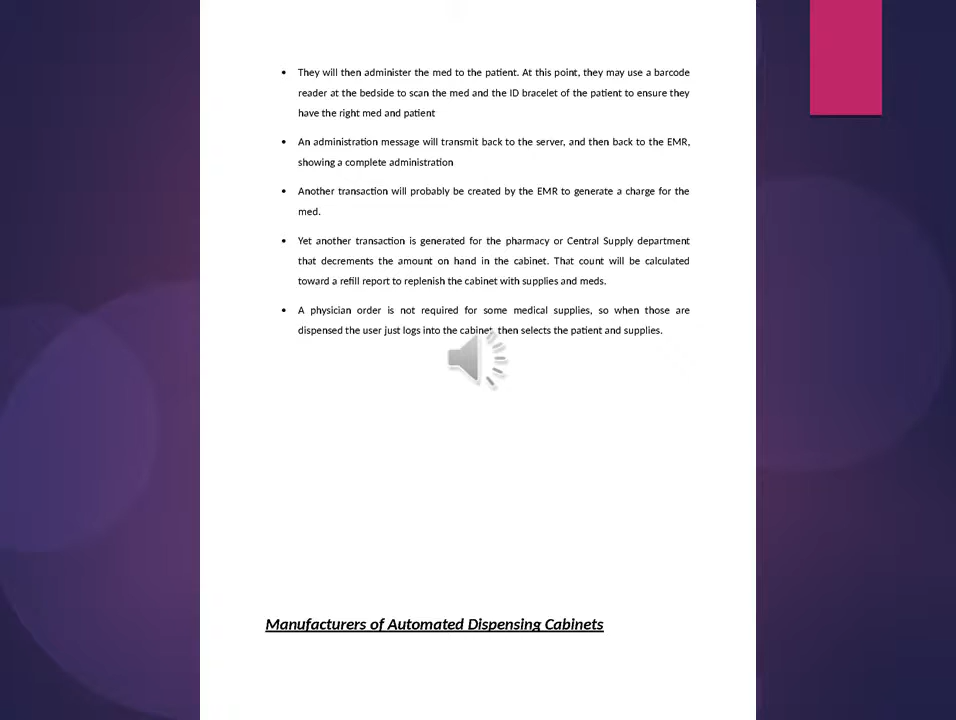 • They will then administer the med to the patient. At this point, they may use a barcode
reader at the bedside to scan the med and the ID bracelet of the patient to ensure they
have the right med and patient
• An administration message will transmit back to the server, and then back to the EMR,
showing a complete administration
• Another transaction will probably be created by the EMR to generate a charge for the
med.
• Yet another transaction is generated for the pharmacy or Central Supply department
that decrements the amount on hand in the cabinet. That count will be calculated
toward a refill report to replenish the cabinet with supplies and meds.
• A physician order is not required for some medical supplies, so when those are
dispensed the user just logs into the cabinet, then selects the patient and supplies.
Manufacturers of Automated Dispensing Cabinets